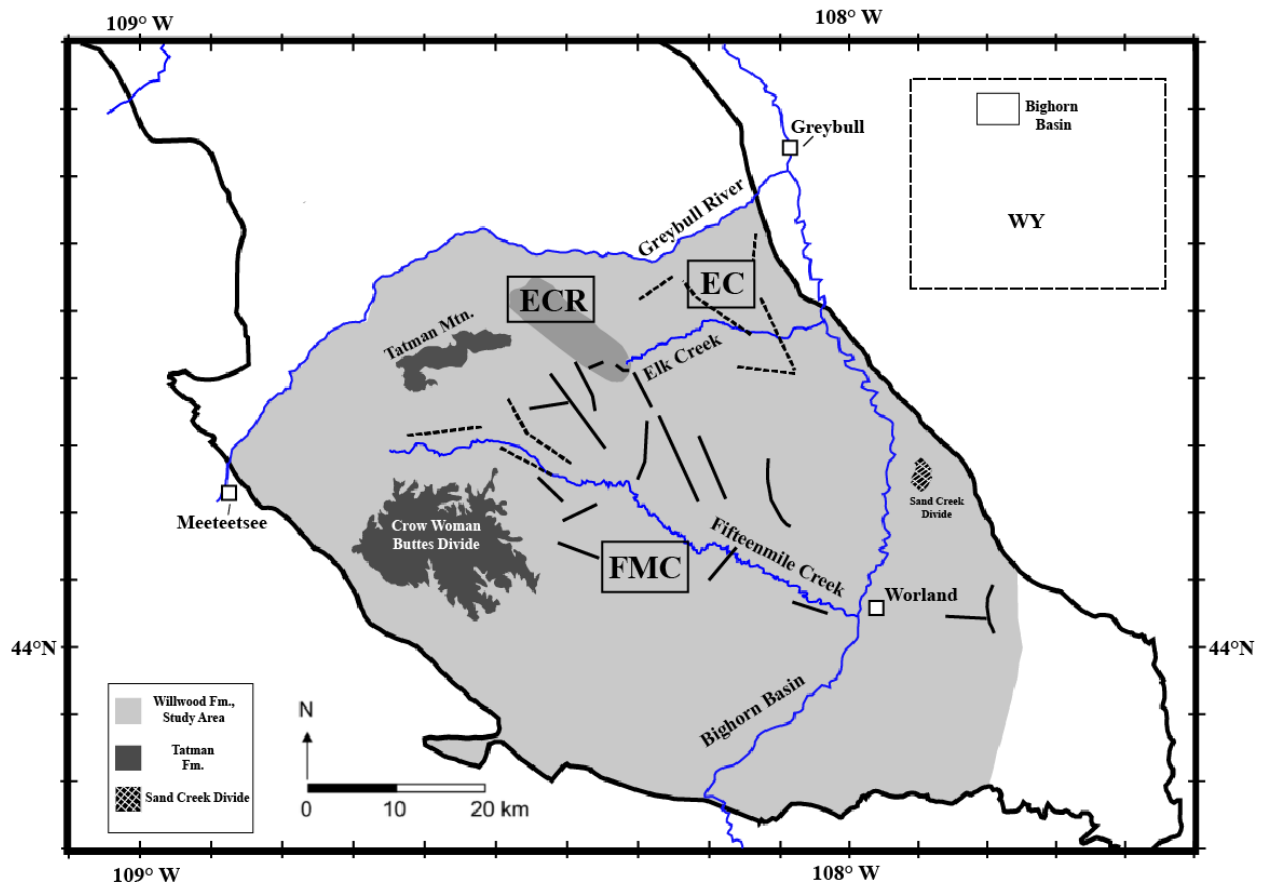 109° W
108° W
Greybull
Bighorn
Basin
WY
Greybull River
ECR
EC
Tatman Mtn.
Elk Creek
Meeteetsee
Crow Woman
Buttes Divide
Sand Creek
Divide
FMC
Fifteenmile Creek
Worland
44°N
44°N
Bighorn Basin
Willwood Fm.,
Study Area
Tatman
Fm.
Sand Creek Divide
N
0 10 20 km
109° W
108° W